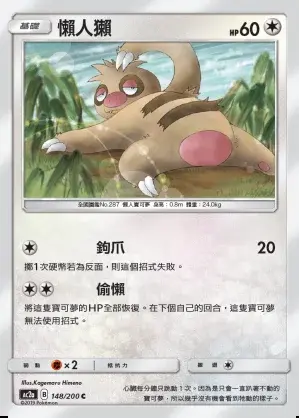 基礎 懶人獺 HP60
全國圖鑑No.287 懶人寶可夢 身高：0.8m 體重：24.0kg
鉤爪 20
擲1次硬幣若為反面，則這個招式失敗。
偷懶
將這隻寶可夢的HP全部恢復。在下個自己的回合，這隻寶可夢無法使用招式。
弱點 ×2 抵抗力 撤退
Illus.Kagemaru Himeno
AC2a B 148/200 C
©2019 Pokémon
心臟每分鐘只跳動1次。因為是只會一直趴著不動的寶可夢，所以幾乎沒有機會看到牠動的樣子。